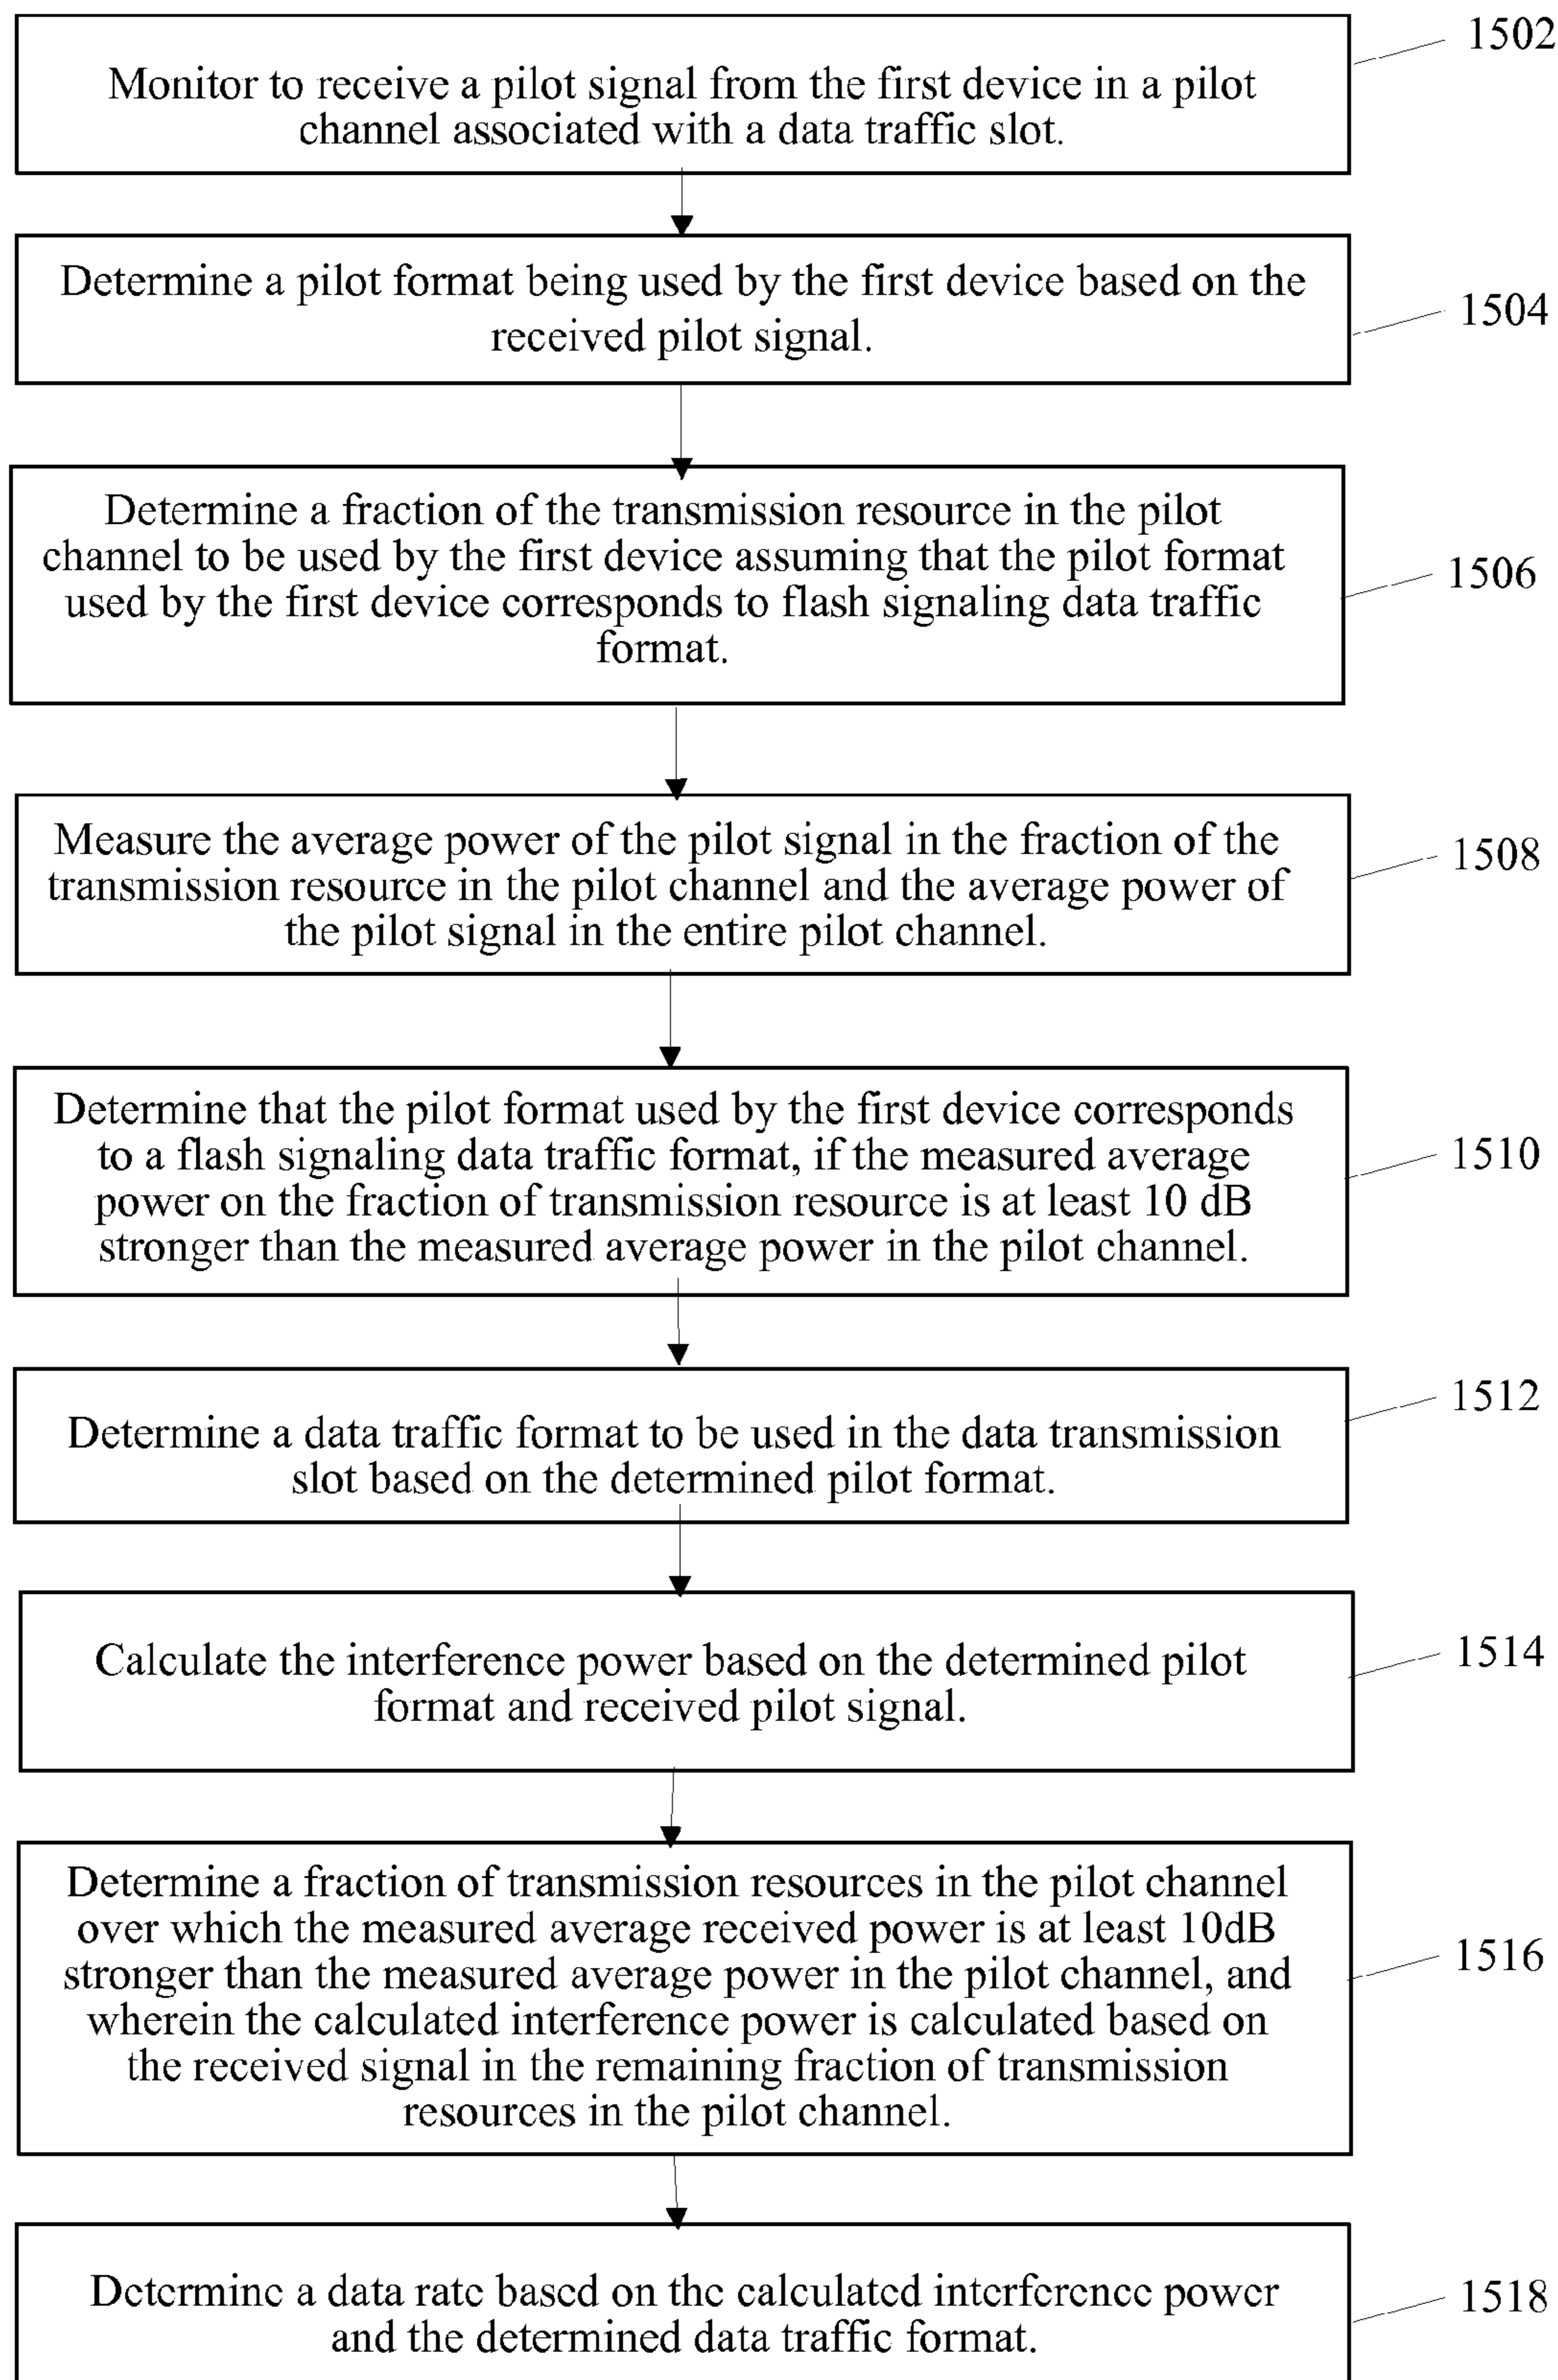 Monitor to receive a pilot signal from the first device in a pilot
channel associated with a data traffic slot.
1502
Determine a pilot format being used by the first device based on the
received pilot signal.
1504
Determine a fraction of the transmission resource in the pilot
channel to be used by the first device assuming that the pilot format
used by the first device corresponds to flash signaling data traffic
format.
1506
Measure the average power of the pilot signal in the fraction of the
transmission resource in the pilot channel and the average power of
the pilot signal in the entire pilot channel.
1508
Determine that the pilot format used by the first device corresponds
to a flash signaling data traffic format, if the measured average
power on the fraction of transmission resource is at least 10 dB
stronger than the measured average power in the pilot channel.
1510
Determine a data traffic format to be used in the data transmission
slot based on the determined pilot format.
1512
Calculate the interference power based on the determined pilot
format and received pilot signal.
1514
Determine a fraction of transmission resources in the pilot channel
over which the measured average received power is at least 10dB
stronger than the measured average power in the pilot channel, and
wherein the calculated interference power is calculated based on
the received signal in the remaining fraction of transmission
resources in the pilot channel.
1516
Determine a data rate based on the calculated interference power
and the determined data traffic format.
1518